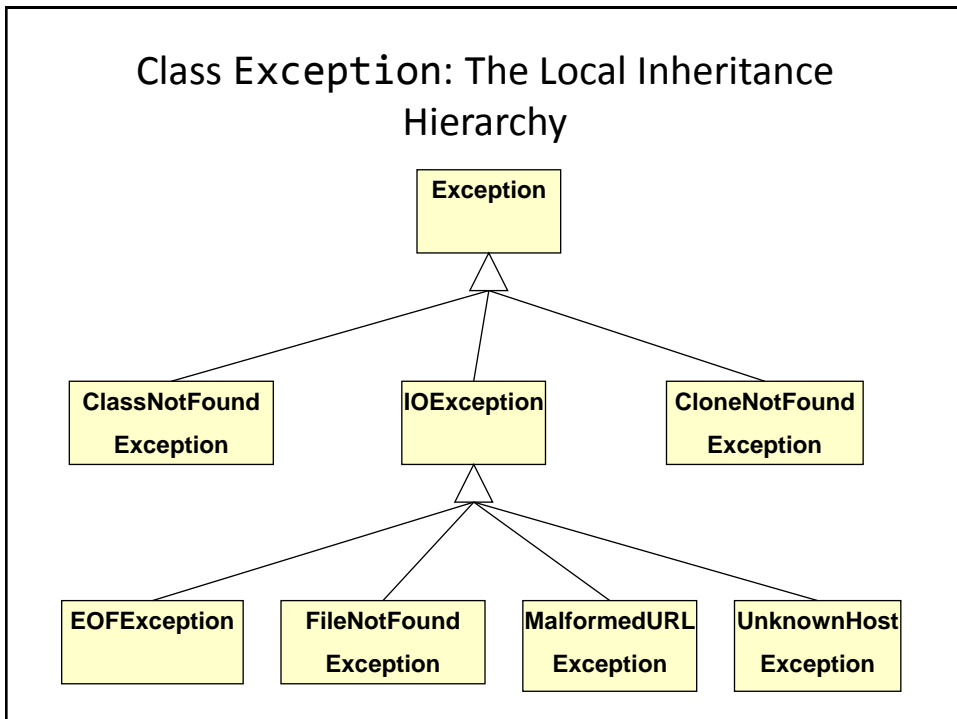 Class Exception: The Local Inheritance
Hierarchy
Exception
ClassNotFound
Exception
IOException
CloneNotFound
Exception
EOFException
FileNotFound
Exception
MalformedURL
Exception
UnknownHost
Exception